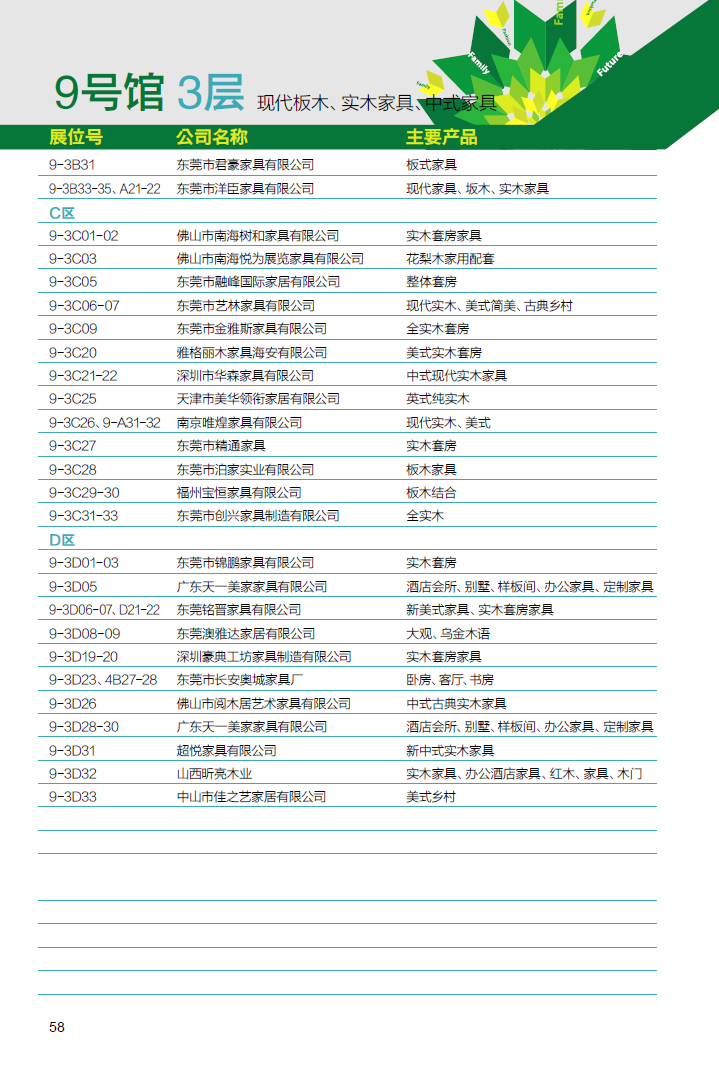 Family
Future
Family
Fashion
Fami
9号馆 3层 现代板木、实木家具、中式家具
展位号 公司名称 主要产品
9-3B31 东莞市君豪家具有限公司 板式家具
9-3B33-35、A21-22 东莞市洋臣家具有限公司 现代家具、坂木、实木家具
C区
9-3C01-02 佛山市南海树和家具有限公司 实木套房家具
9-3C03 佛山市南海悦为展览家具有限公司 花梨木家用配套
9-3C05 东莞市融峰国际家居有限公司 整体套房
9-3C06-07 东莞市艺林家具有限公司 现代实木、美式简美、古典乡村
9-3C09 东莞市金雅斯家具有限公司 全实木套房
9-3C20 雅格丽木家具海安有限公司 美式实木套房
9-3C21-22 深圳市华森家具有限公司 中式现代实木家具
9-3C25 天津市美华领衔家居有限公司 英式纯实木
9-3C26、9-A31-32 南京唯煌家具有限公司 现代实木、美式
9-3C27 东莞市精通家具 实木套房
9-3C28 东莞市泊家实业有限公司 板木家具
9-3C29-30 福州宝恒家具有限公司 板木结合
9-3C31-33 东莞市创兴家具制造有限公司 全实木
D区
9-3D01-03 东莞市锦鹏家具有限公司 实木套房
9-3D05 广东天一美家家具有限公司 酒店会所、别墅、样板间、办公家具、定制家具
9-3D06-07、D21-22 东莞铭晋家具有限公司 新美式家具、实木套房家具
9-3D08-09 东莞澳雅达家居有限公司 大观、乌金木语
9-3D19-20 深圳豪典工坊家具制造有限公司 实木套房家具
9-3D23、4B27-28 东莞市长安奥城家具厂 卧房、客厅、书房
9-3D26 佛山市阅木居艺术家具有限公司 中式古典实木家具
9-3D28-30 广东天一美家家具有限公司 酒店会所、别墅、样板间、办公家具、定制家具
9-3D31 超悦家具有限公司 新中式实木家具
9-3D32 山西昕亮木业 实木家具、办公酒店家具、红木、家具、木门
9-3D33 中山市佳之艺家居有限公司 美式乡村
58